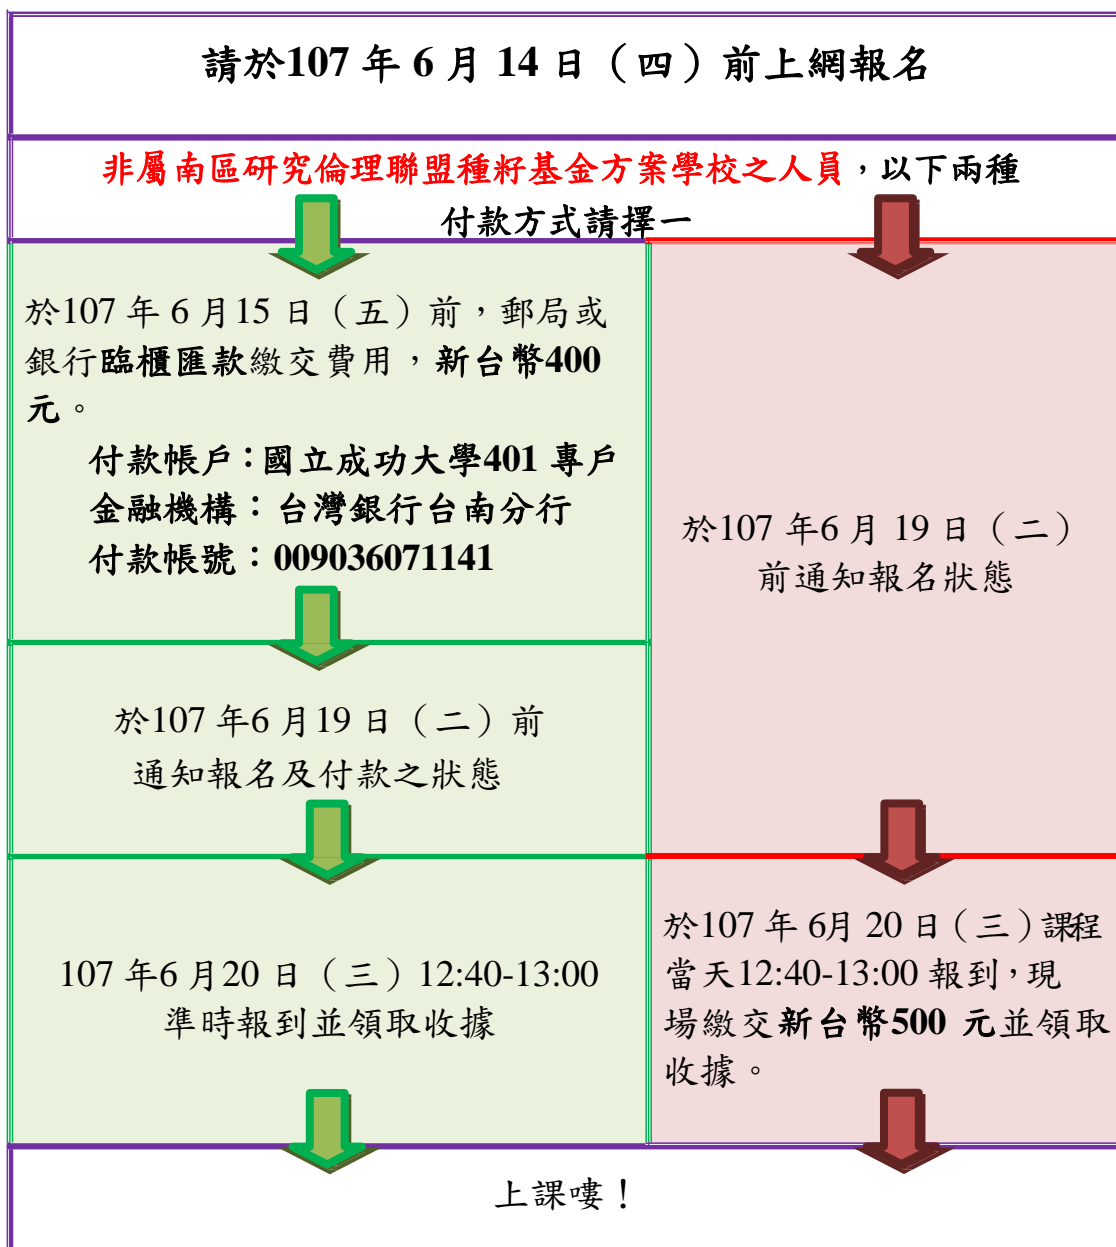 請於107 年 6 月 14 日（四）前上網報名
非屬南區研究倫理聯盟種籽基金方案學校之人員，以下兩種
付款方式請擇一
於107 年 6 月15 日（五）前，郵局或
銀行臨櫃匯款繳交費用，新台幣400
元。
付款帳戶：國立成功大學401 專戶
金融機構：台灣銀行台南分行
付款帳號：009036071141
於107 年6 月19 日（二）前
通知報名及付款之狀態
107 年6 月20 日（三）12:40-13:00
準時報到並領取收據
於107 年6 月 19 日（二）
前通知報名狀態
於107 年 6月 20 日（三）課程
當天12:40-13:00 報到，現
場繳交新台幣500 元並領取
收據。
上課嘍！